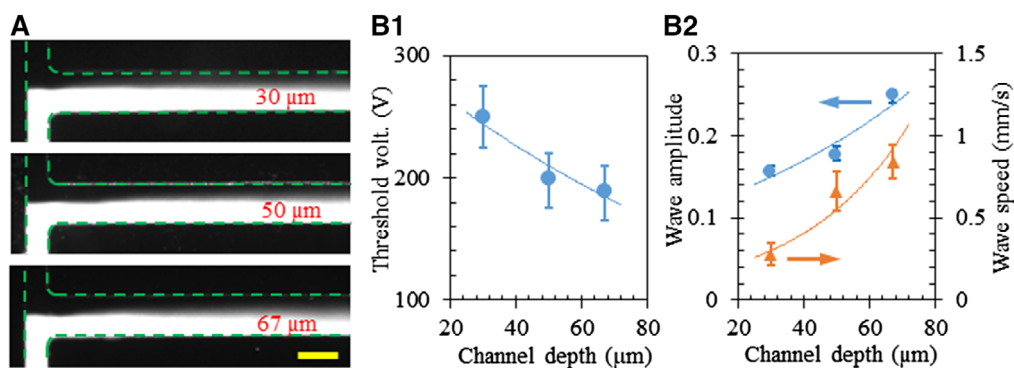 A
30 µm
50 µm
67 µm
B1
Threshold volt. (V)
300
200
100
20 40 60 80
Channel depth (µm)
B2
Wave amplitude
0.3
0.2
0.1
0
20 40 60 80
Channel depth (µm)
1.5
1
0.5
0
Wave speed (mm/s)